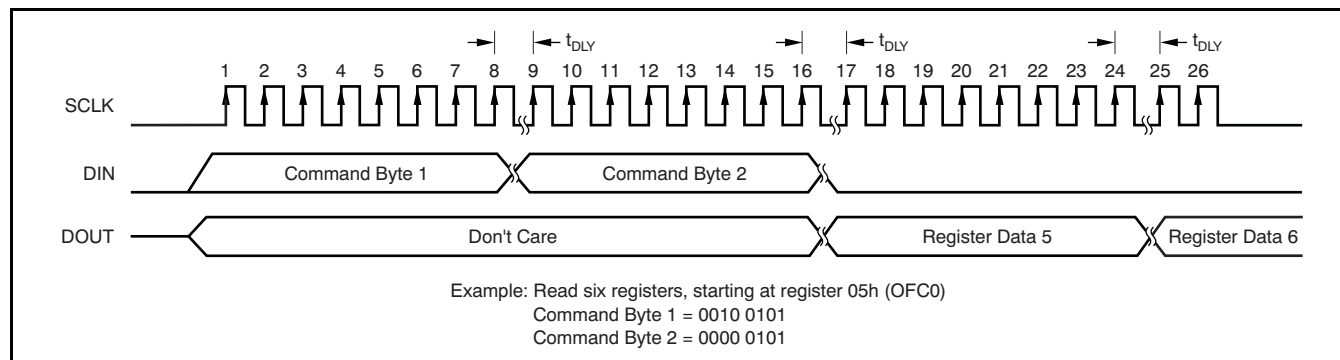 t_DLY t_DLY t_DLY
1 2 3 4 5 6 7 8 9 10 11 12 13 14 15 16 17 18 19 20 21 22 23 24 25 26
SCLK
DIN Command Byte 1 Command Byte 2
DOUT Don't Care Register Data 5 Register Data 6
Example: Read six registers, starting at register 05h (OFC0)
Command Byte 1 = 0010 0101
Command Byte 2 = 0000 0101